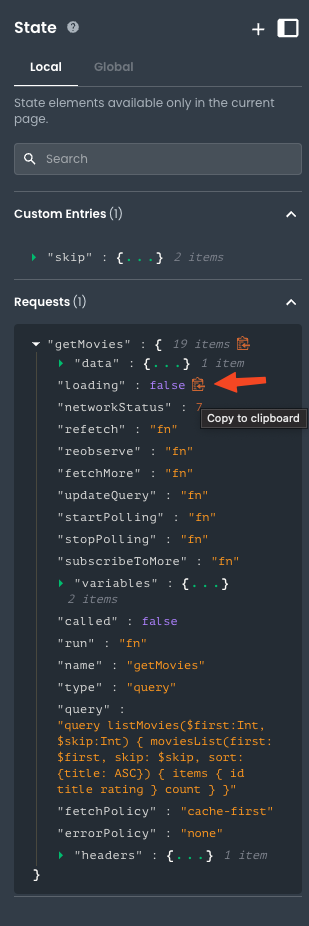 State ?
+
Local Global
State elements available only in the current
page.
Search
Custom Entries (1)
"skip" : {...} 2 items
Requests (1)
"getMovies" : { 19 items
"data" : {...} 1 item
"loading" : false
"networkStatus" : 7
Copy to clipboard
"refetch" : "fn"
"reobserve" : "fn"
"fetchMore" : "fn"
"updateQuery" : "fn"
"startPolling" : "fn"
"stopPolling" : "fn"
"subscribeToMore" : "fn"
"variables" : {...}
2 items
"called" : false
"run" : "fn"
"name" : "getMovies"
"type" : "query"
"query" :
"query listMovies($first:Int,
$skip:Int) { moviesList(first:
$first, skip: $skip, sort:
{title: ASC}) { items { id
title rating } count } }"
"fetchPolicy" : "cache-first"
"errorPolicy" : "none"
"headers" : {...} 1 item
}